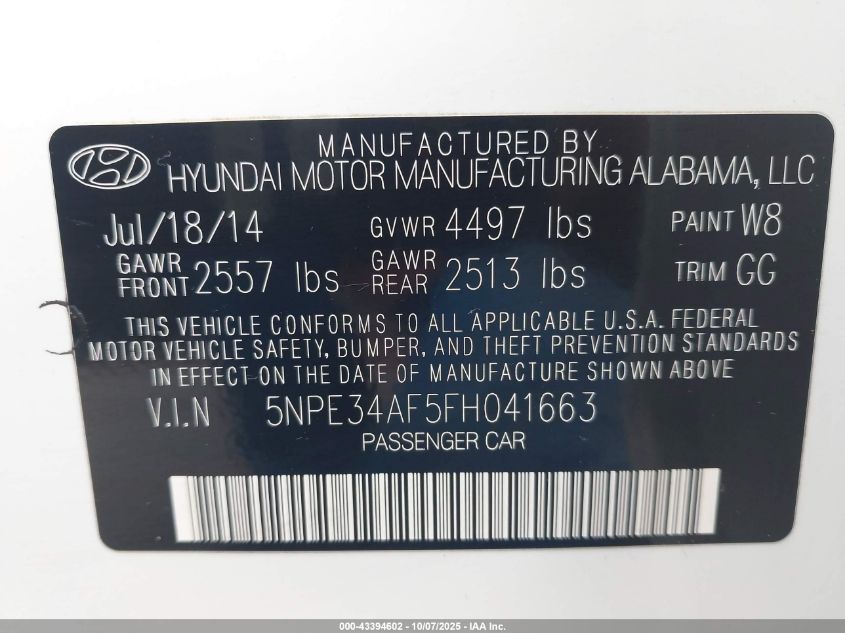 MANUFACTURED BY
HYUNDAI MOTOR MANUFACTURING ALABAMA, LLC
Jul/18/14 GVWR 4497 lbs PAINT W8
GAWR FRONT 2557 lbs GAWR REAR 2513 lbs TRIM GG
THIS VEHICLE CONFORMS TO ALL APPLICABLE U.S.A. FEDERAL
MOTOR VEHICLE SAFETY, BUMPER, AND THEFT PREVENTION STANDARDS
IN EFFECT ON THE DATE OF MANUFACTURE SHOWN ABOVE
V.I.N 5NPE34AF5FH041663
PASSENGER CAR
000-43394602 - 10/07/2025 - IAA Inc.